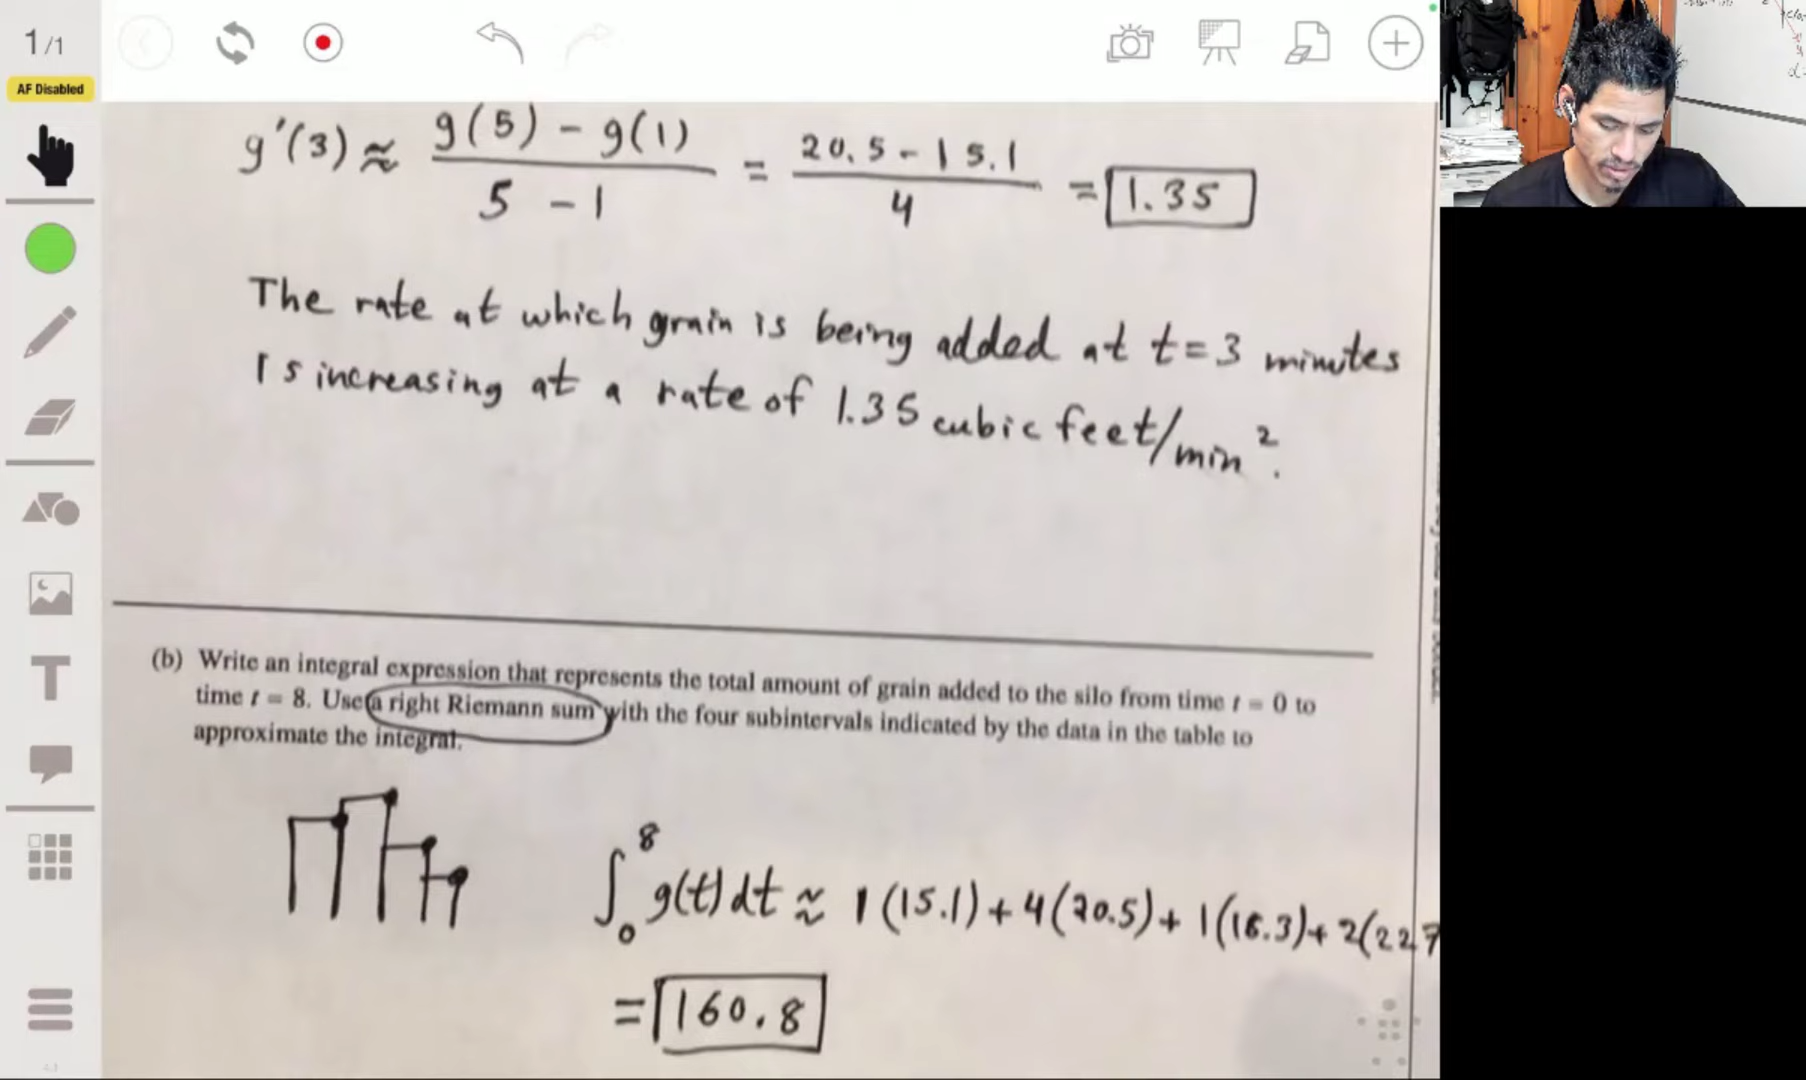 1/1
AF Disabled
g'(3) ≈ g(5) - g(1) / 5 - 1 = 20.5 - 15.1 / 4 = 1.35
The rate at which grain is being added at t=3 minutes
Is increasing at a rate of 1.35 cubic feet/min².
(b) Write an integral expression that represents the total amount of grain added to the silo from time t = 0 to
time t = 8. Use a right Riemann sum with the four subintervals indicated by the data in the table to
approximate the integral.
∫₀⁸ g(t) dt ≈ 1(15.1) + 4(20.5) + 1(18.3) + 2(22.7
= 160.8
T